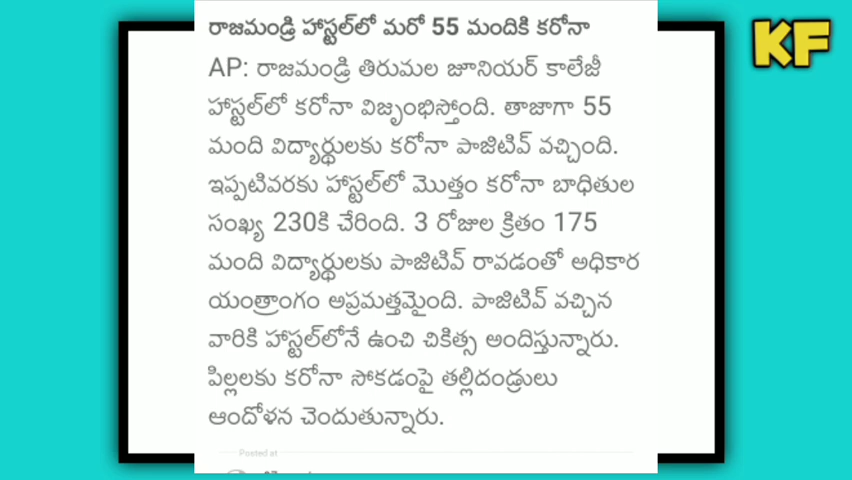 రాజమండ్రి హాస్టల్‌లో మరో 55 మందికి కరోనా
KF
AP: రాజమండ్రి తిరుమల జూనియర్ కాలేజీ
హాస్టల్‌లో కరోనా విజృంభిస్తోంది. తాజాగా 55
మంది విద్యార్థులకు కరోనా పాజిటివ్ వచ్చింది.
ఇప్పటివరకు హాస్టల్‌లో మొత్తం కరోనా బాధితుల
సంఖ్య 230కి చేరింది. 3 రోజుల క్రితం 175
మంది విద్యార్థులకు పాజిటివ్ రావడంతో అధికార
యంత్రాంగం అప్రమత్తమైంది. పాజిటివ్ వచ్చిన
వారికి హాస్టల్‌లోనే ఉంచి చికిత్స అందిస్తున్నారు.
పిల్లలకు కరోనా సోకడంపై తల్లిదండ్రులు
ఆందోళన చెందుతున్నారు.
Posted at